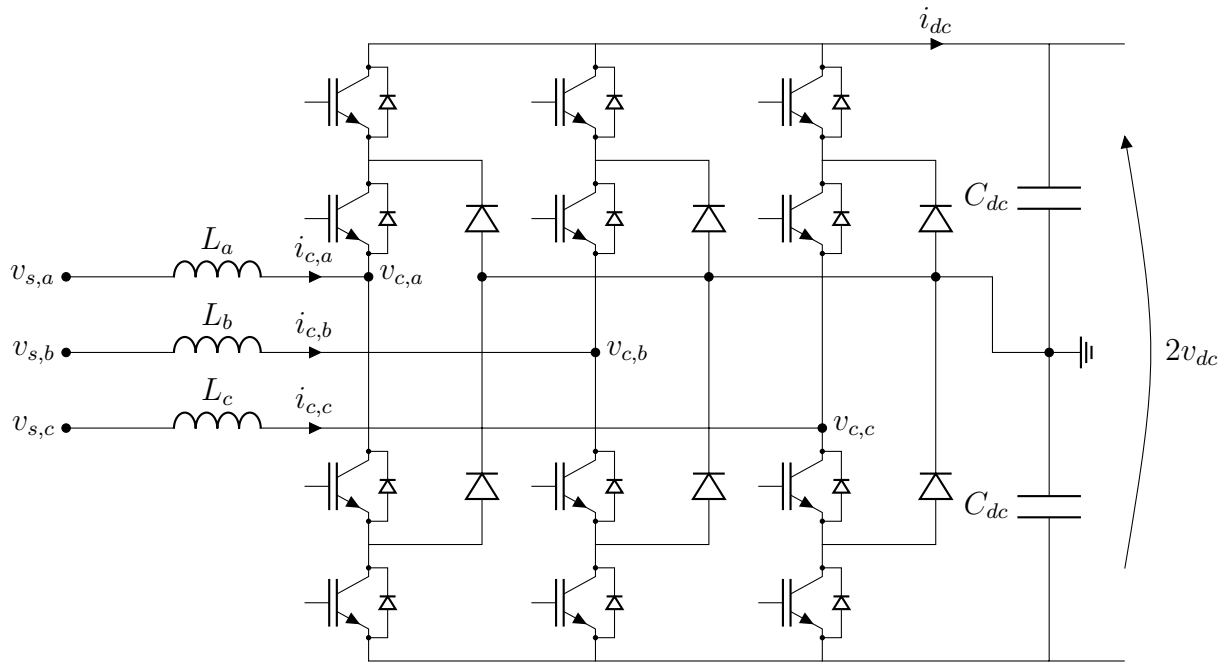 i_{dc}
C_{dc}
L_a
i_{c,a}
v_{s,a}
v_{c,a}
L_b
i_{c,b}
v_{s,b}
v_{c,b}
2v_{dc}
L_c
i_{c,c}
v_{s,c}
v_{c,c}
C_{dc}